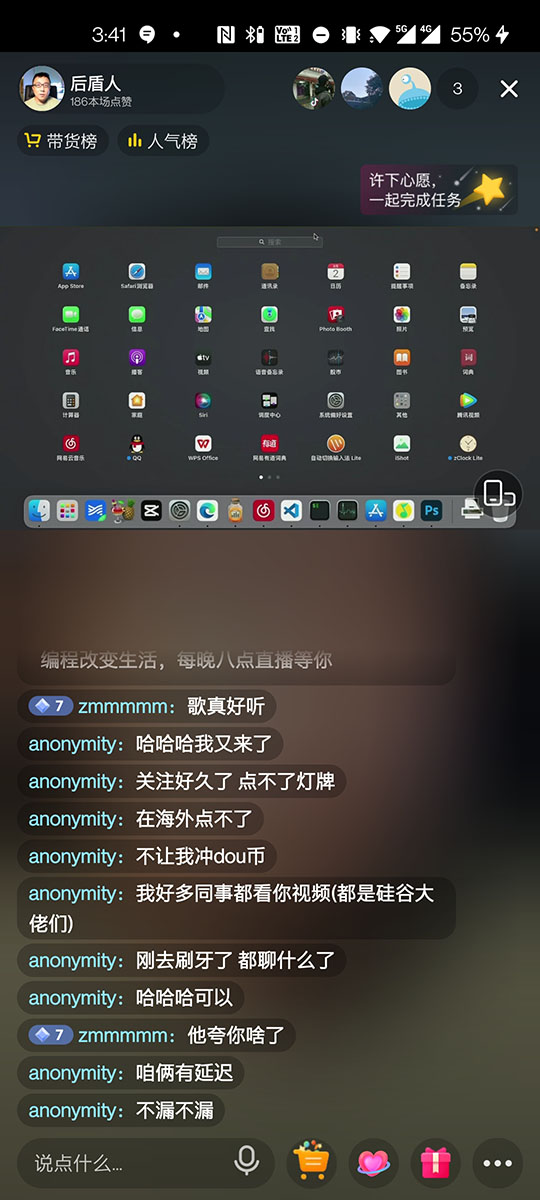 3:41
N
Vo)) 1
LTE 2
5G
4G
55%
后盾人
186本场点赞
3
带货榜
人气榜
许下心愿，
一起完成任务
搜索
App Store
Safari浏览器
邮件
通讯录
日历
提醒事项
备忘录
FaceTime通话
信息
地图
查找
Photo Booth
照片
预览
音乐
播客
视频
语音备忘录
股市
图书
词典
计算器
家庭
Siri
调度中心
系统偏好设置
其他
腾讯视频
网易云音乐
QQ
WPS Office
网易有道词典
自动切换输入法 Lite
iShot
zClock Lite
Ps
编程改变生活，每晚八点直播等你
7 zmmmmm：歌真好听
anonymity：哈哈哈我又来了
anonymity：关注好久了 点不了灯牌
anonymity：在海外点不了
anonymity：不让我冲dou币
anonymity：我好多同事都看你视频(都是硅谷大
佬们)
anonymity：刚去刷牙了 都聊什么了
anonymity：哈哈哈可以
7 zmmmmm：他夸你啥了
anonymity：咱俩有延迟
anonymity：不漏不漏
说点什么...